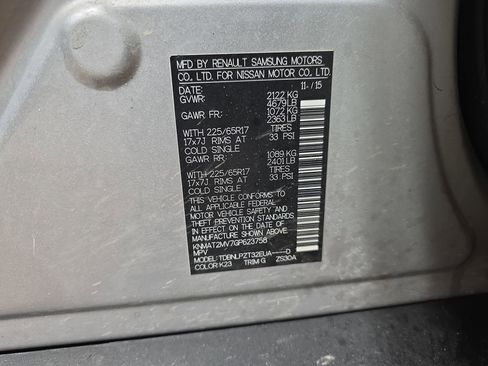 MFD BY RENAULT SAMSUNG MOTORS
CO., LTD. FOR NISSAN MOTOR CO., LTD.
DATE: 11-/15
GVWR: 2122 KG
4679 LB
GAWR FR: 1072 KG
2363 LB
WITH 225/65R17 TIRES
17x7J RIMS AT 33 PSI
COLD SINGLE
GAWR RR: 1089 KG
2401 LB
WITH 225/65R17 TIRES
17x7J RIMS AT 33 PSI
COLD SINGLE
THIS VEHICLE CONFORMS
TO ALL APPLICABLE FEDERAL
MOTOR VEHICLE SAFETY AND
THEFT PREVENTION STANDARDS
IN EFFECT ON THE DATE OF
MANUFACTURE SHOWN ABOVE:
KNMAT2MV7GP623758
MPV
MODEL: TDBNLPZT32EUA----D
COLOR: K23 TRIM: G ZS30A